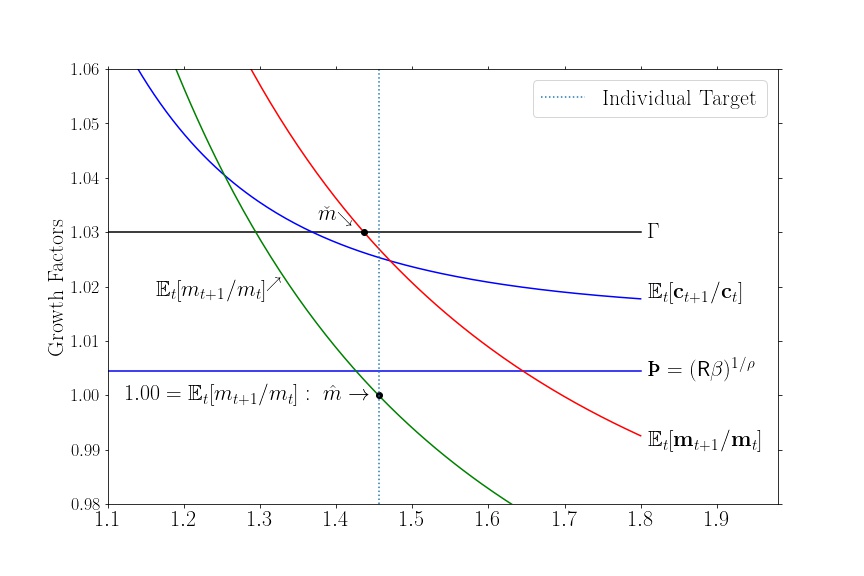 1.06
Individual Target
1.05
1.04
m̌
1.03
Γ
Growth Factors
1.02
𝔼ₜ[mₜ₊₁/mₜ]
𝔼ₜ[𝐜ₜ₊₁/𝐜ₜ]
1.01
Þ = (Rβ)^{1/ρ}
1.00
1.00 = 𝔼ₜ[mₜ₊₁/mₜ] : m̂ →
0.99
𝔼ₜ[𝐦ₜ₊₁/𝐦ₜ]
0.98
1.1 1.2 1.3 1.4 1.5 1.6 1.7 1.8 1.9